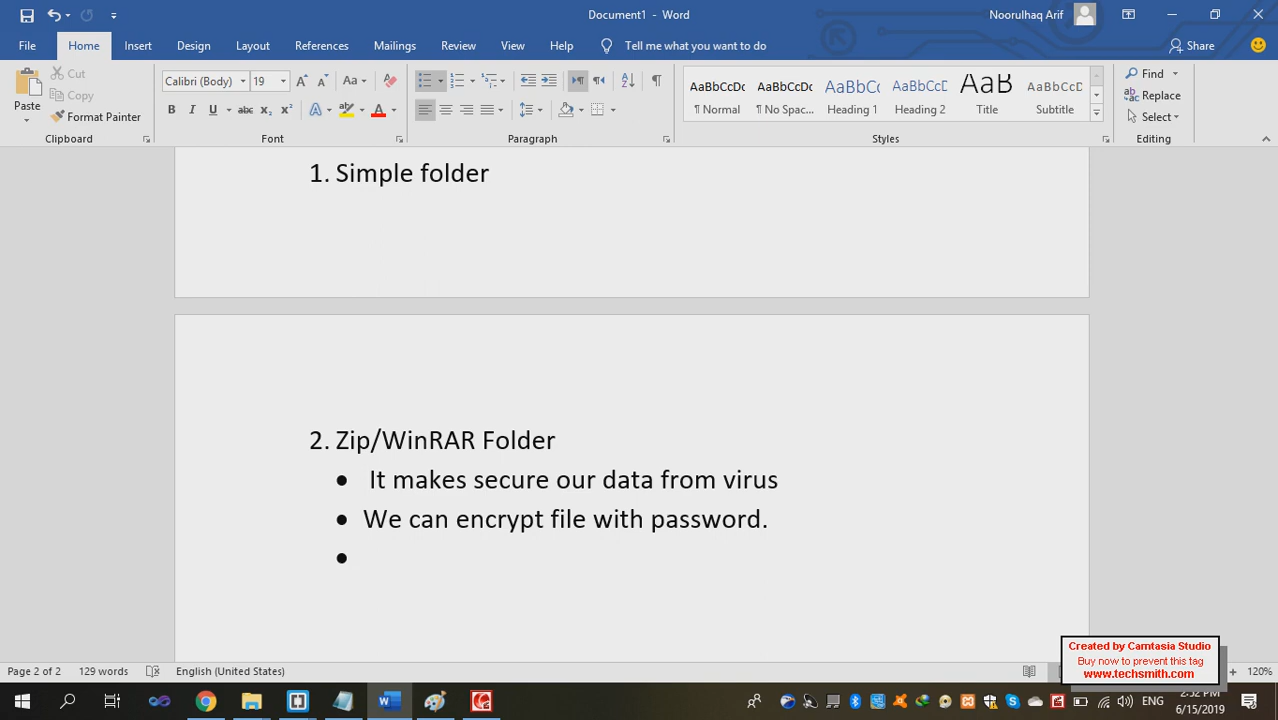 Document1 - Word
Noorulhaq Arif
File Home Insert Design Layout References Mailings Review View Help Tell me what you want to do Share
Cut
Copy
Format Painter
Paste
Clipboard
Calibri (Body) 19
Font
Paragraph
AaBbCcDc AaBbCcDc AaBbC AaBbCcD AaB AaBbCcD
¶ Normal ¶ No Spac... Heading 1 Heading 2 Title Subtitle
Styles
Find
Replace
Select
Editing
1. Simple folder
2. Zip/WinRAR Folder
• It makes secure our data from virus
• We can encrypt file with password.
•
Created by Camtasia Studio
Buy now to prevent this tag
www.techsmith.com
Page 2 of 2 129 words English (United States) 120%
ENG
2:52 PM
6/15/2019